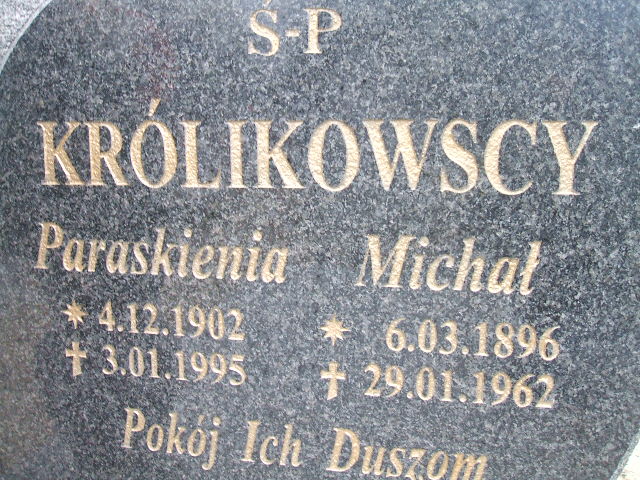 Ś-P
KRÓLIKOWSCY
Paraskienia Michał
* 4.12.1902 * 6.03.1896
✝ 3.01.1995 ✝ 29.01.1962
Pokój Ich Duszom